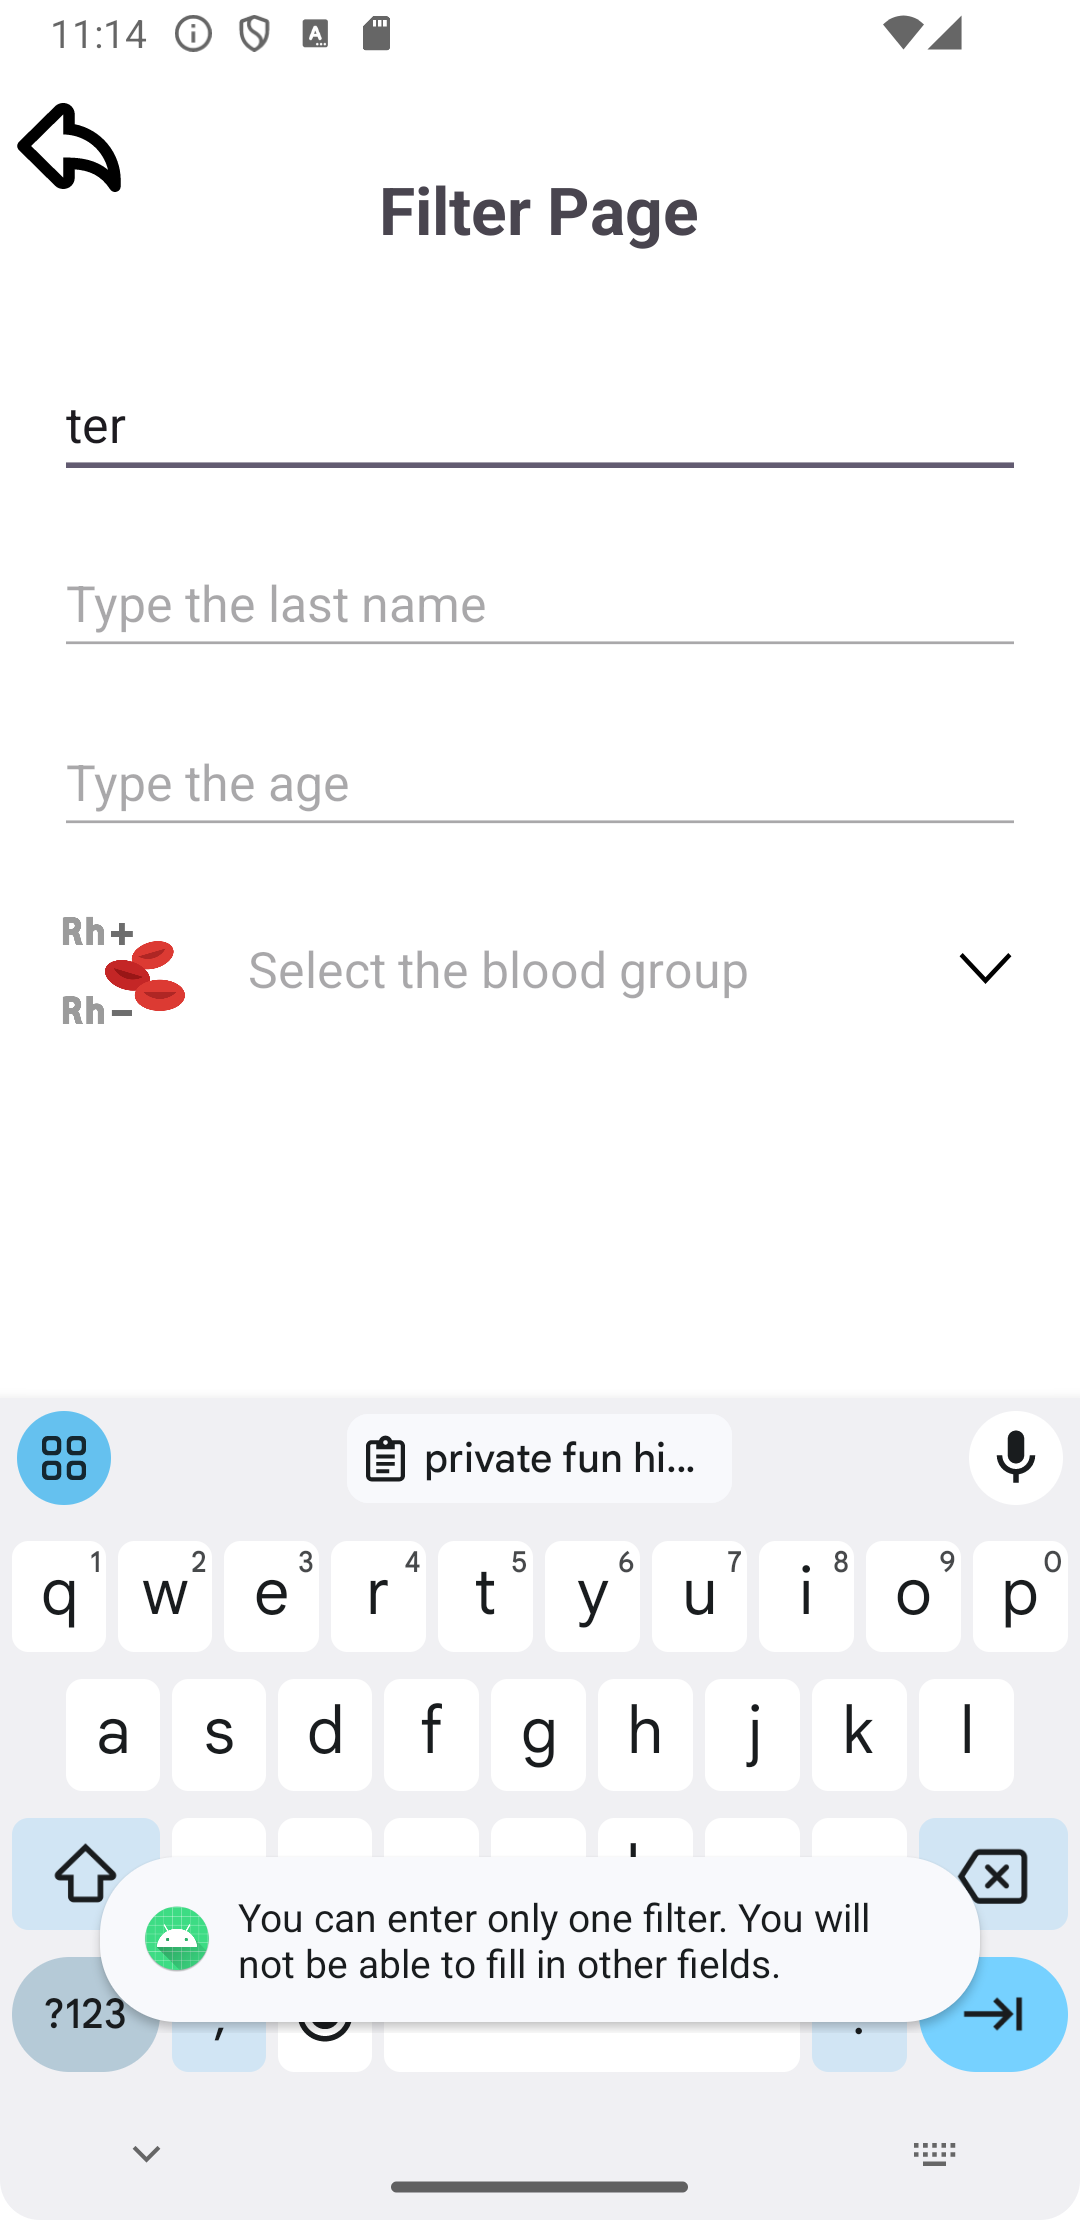 11:14
Filter Page
ter
Type the last name
Type the age
Rh+
Rh-
Select the blood group
private fun hi...
q 1 w 2 e 3 r 4 t 5 y 6 u 7 i 8 o 9 p 0
a s d f g h j k l
You can enter only one filter. You will
not be able to fill in other fields.
?123 , .